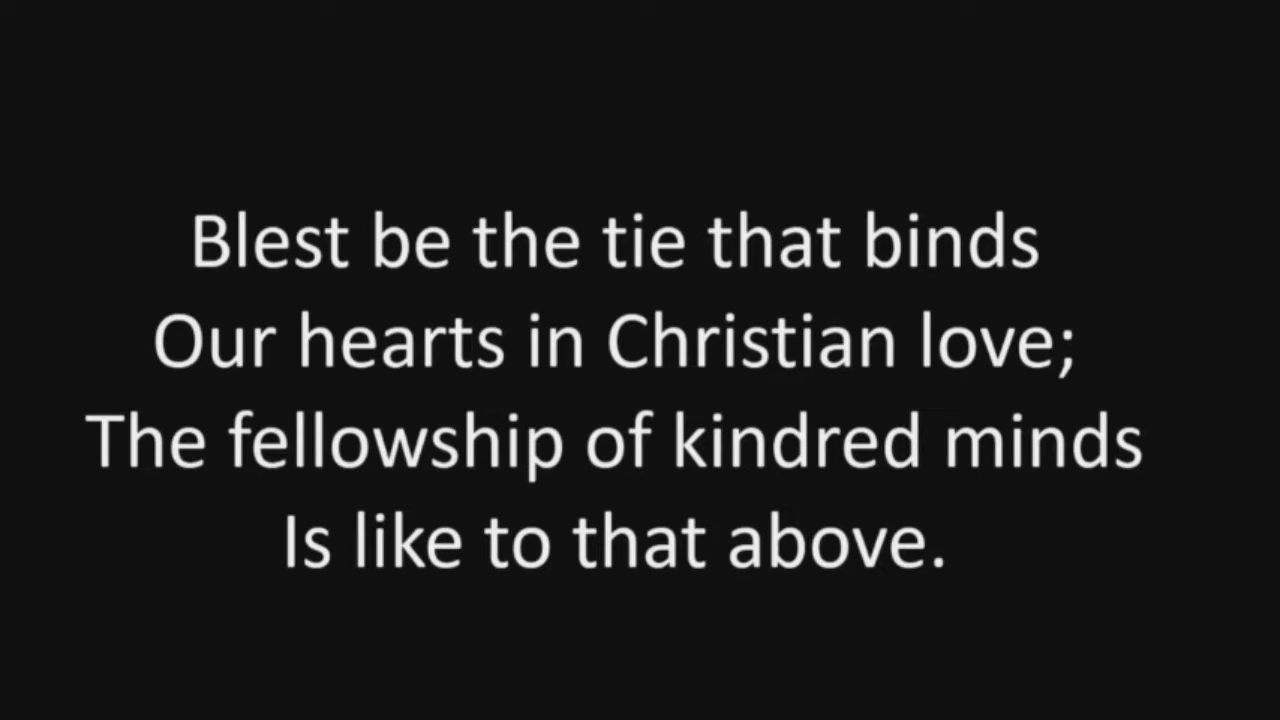 Blest be the tie that binds
Our hearts in Christian love;
The fellowship of kindred minds
Is like to that above.